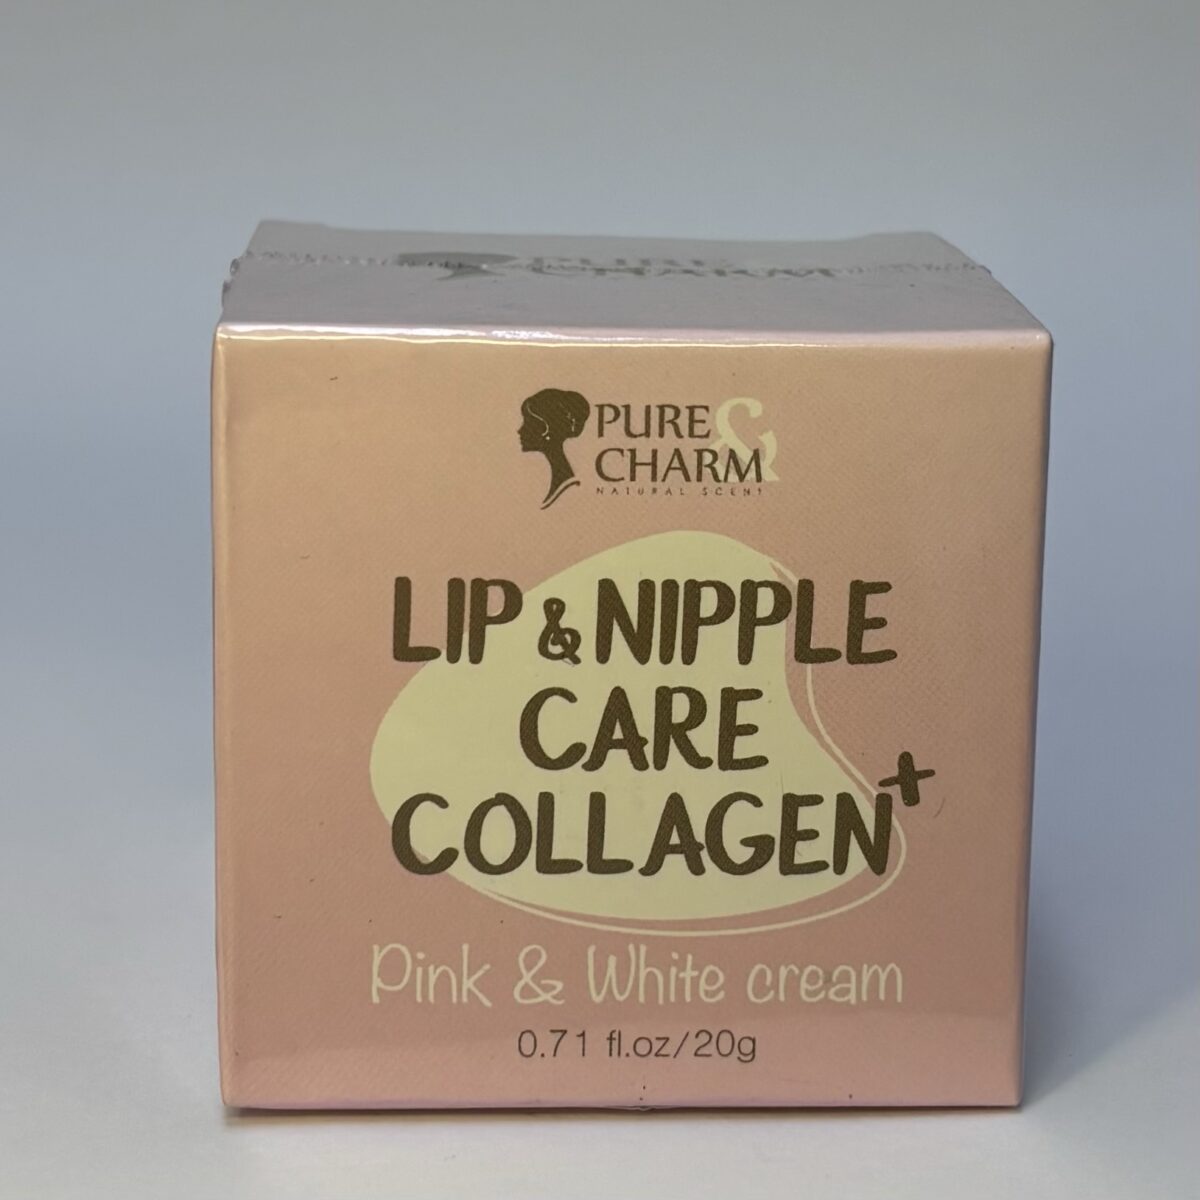 PURE &
CHARM
NATURAL SCENT
LIP & NIPPLE
CARE
COLLAGEN+
Pink & White cream
0.71 fl.oz/20g